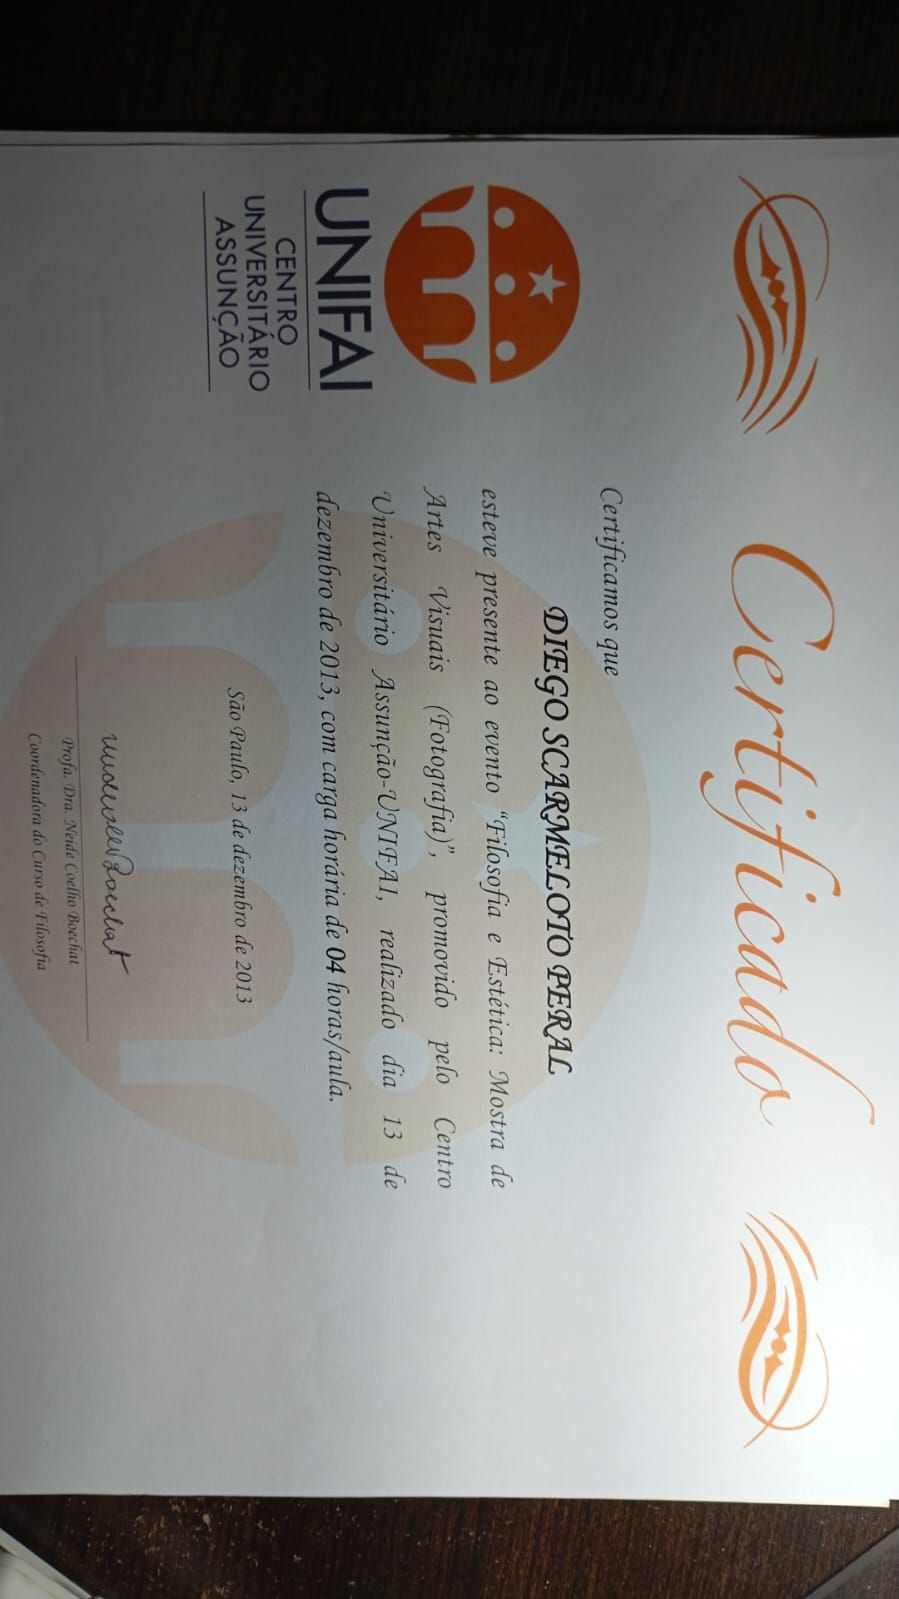 Certificado
UNIFAI
CENTRO
UNIVERSITÁRIO
ASSUNÇÃO
Certificamos que
DIEGO SCARMELOTO PERAL
esteve presente ao evento “Filosofia e Estética: Mostra de
Artes Visuais (Fotografia)”, promovido pelo Centro
Universitário Assunção-UNIFAI, realizado dia 13 de
dezembro de 2013, com carga horária de 04 horas/aula.
São Paulo, 13 de dezembro de 2013
Profa. Dra. Neide Coelho Boechat
Coordenadora do Curso de Filosofia